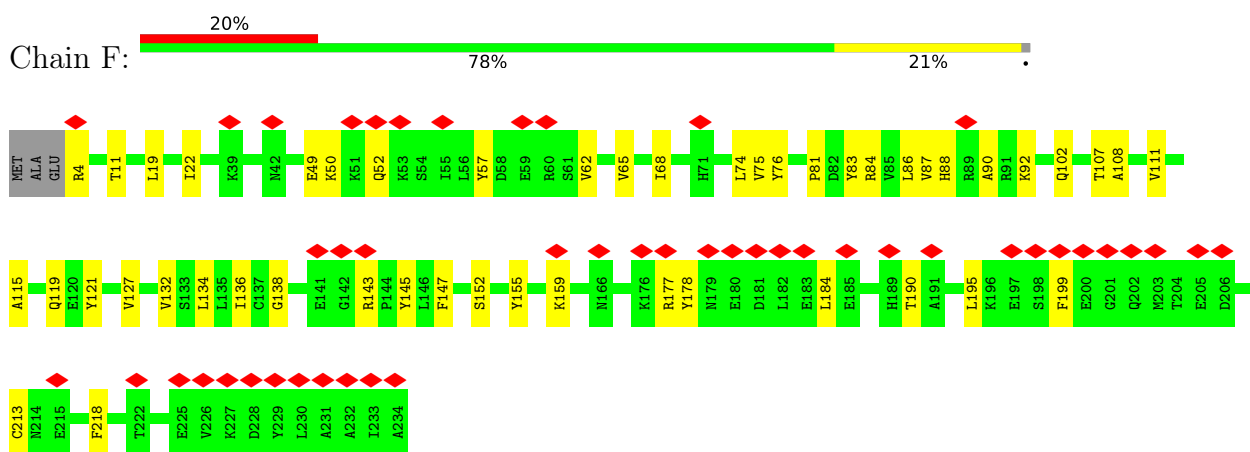 20%
Chain F:
78% 21% •
MET ALA GLU R4 T11 L19 I22 K39 N42 E49 K50 K51 Q52 K53 S54 I55 L56 Y57 D58 E59 R60 S61 V62 V65 I68 H71 L74 V75 Y76 P81 D82 Y83 R84 V85 L86 V87 H88 R89 A90 R91 K92 Q102 T107 A108 V111
A115 Q119 E120 Y121 V127 V132 S133 L134 L135 I136 C137 G138 E141 G142 R143 P144 Y145 L146 F147 S152 Y155 K159 N166 K176 R177 Y178 N179 E180 D181 L182 E183 L184 E185 H189 T190 A191 L195 K196 E197 S198 F199 E200 G201 Q202 M203 T204 E205 D206
C213 N214 E215 F218 T222 E225 V226 K227 D228 Y229 L230 A231 A232 I233 A234